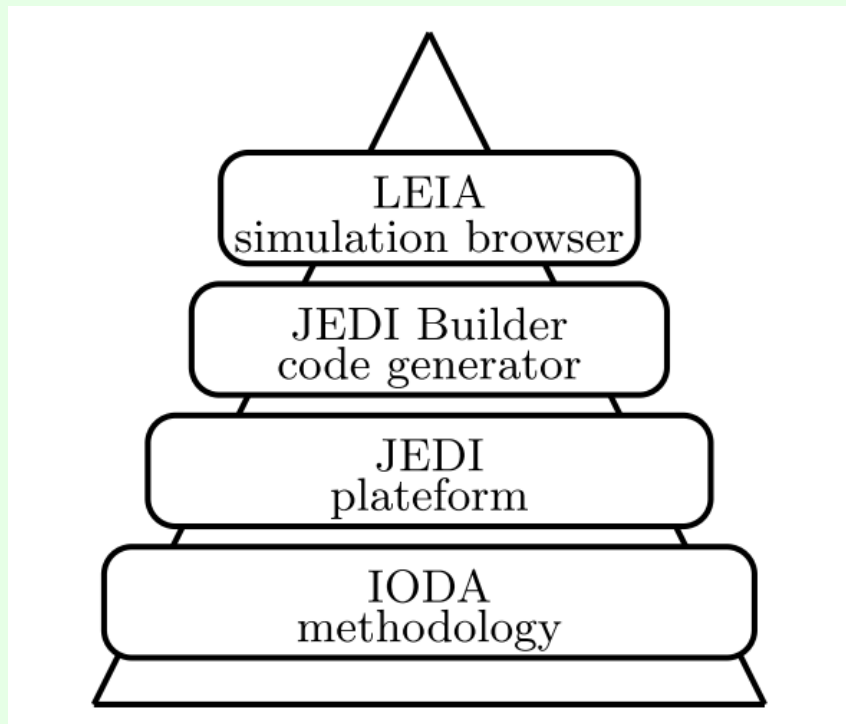 LEIA
simulation browser
JEDI Builder
code generator
JEDI
plateform
IODA
methodology